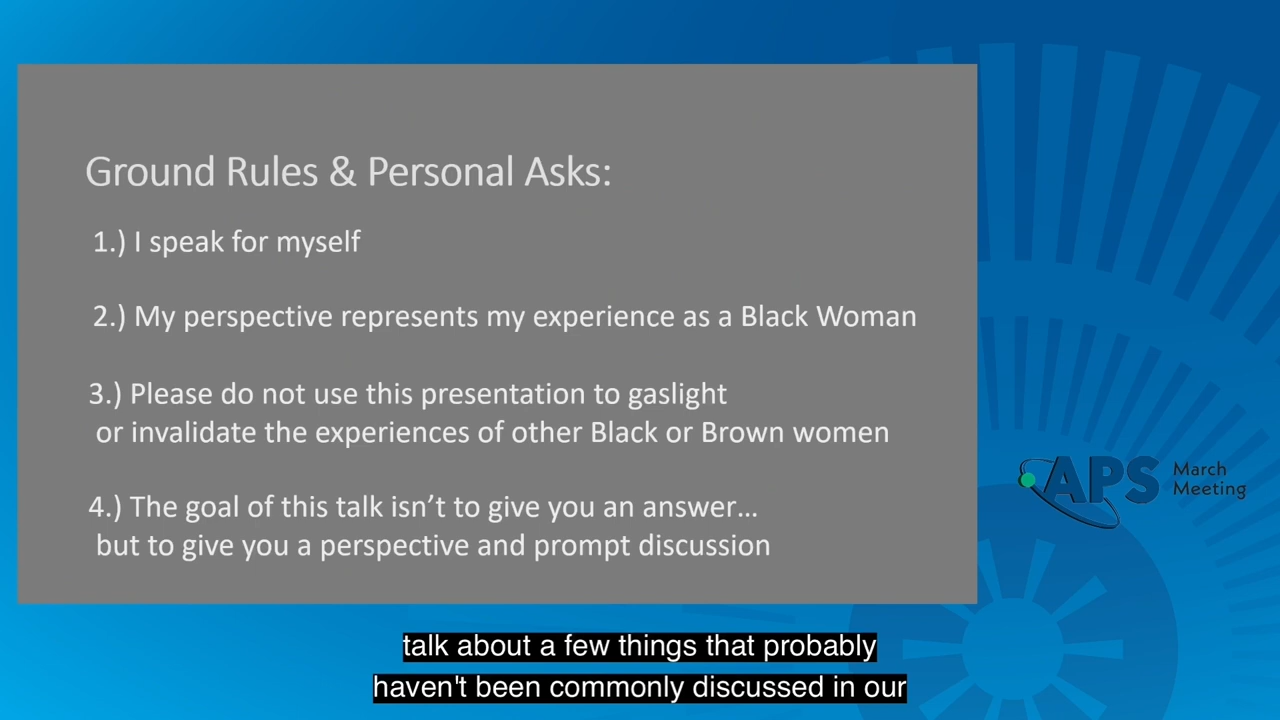 Ground Rules & Personal Asks:
1.) I speak for myself
2.) My perspective represents my experience as a Black Woman
3.) Please do not use this presentation to gaslight
or invalidate the experiences of other Black or Brown women
4.) The goal of this talk isn’t to give you an answer…
but to give you a perspective and prompt discussion
APS
March
Meeting
talk about a few things that probably
haven't been commonly discussed in our